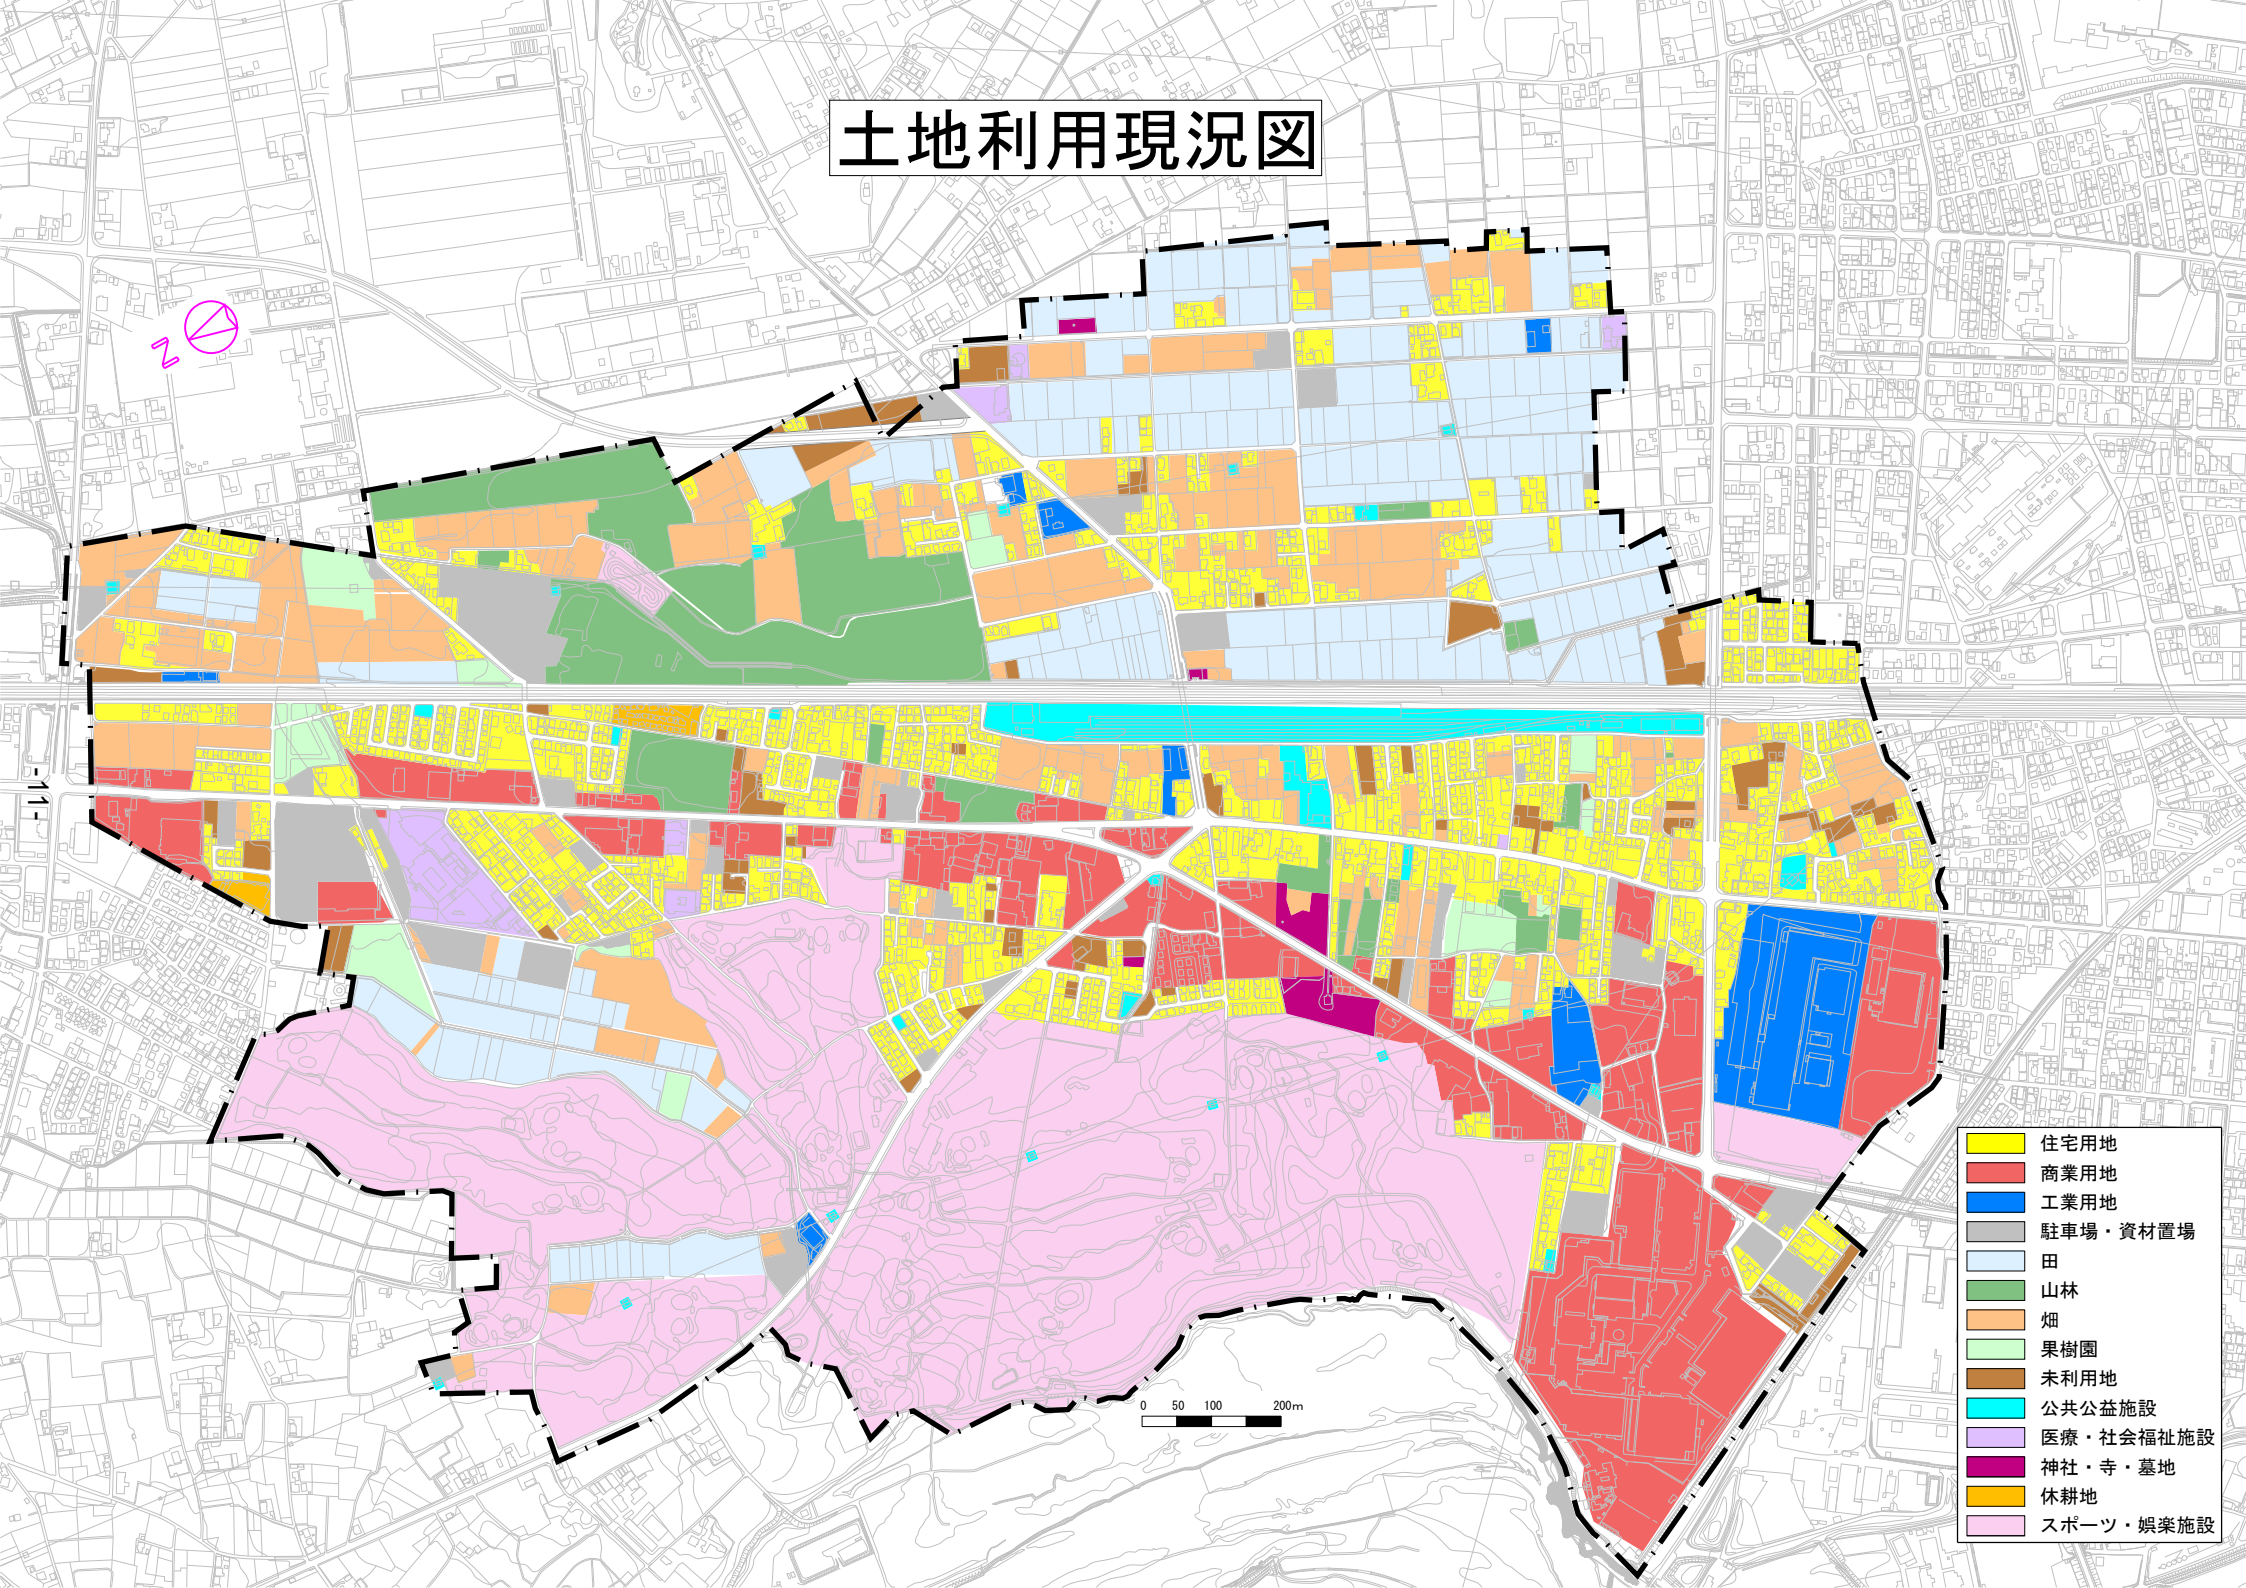 土地利用現況図
N
-11-
住宅用地
商業用地
工業用地
駐車場・資材置場
田
山林
畑
果樹園
未利用地
公共公益施設
医療・社会福祉施設
神社・寺・墓地
休耕地
スポーツ・娯楽施設
0 50 100 200m